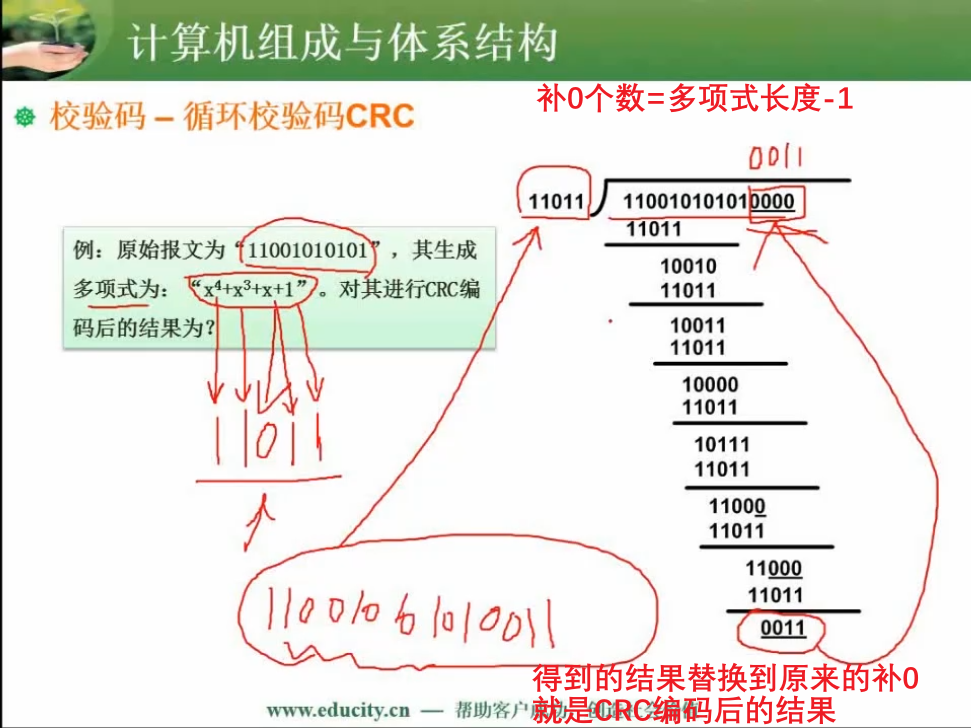 计算机组成与体系结构
校验码 – 循环校验码CRC
补0个数=多项式长度-1
0011
11011
110010101010000
11011
10010
11011
10011
11011
10000
11011
10111
11011
11000
11011
11000
11011
0011
例：原始报文为“11001010101”，其生成
多项式为：“x⁴+x³+x+1”。对其进行CRC编
码后的结果为？
11011
得到的结果替换到原来的补0
就是CRC编码后的结果
www.educity.cn — 帮助客户成功